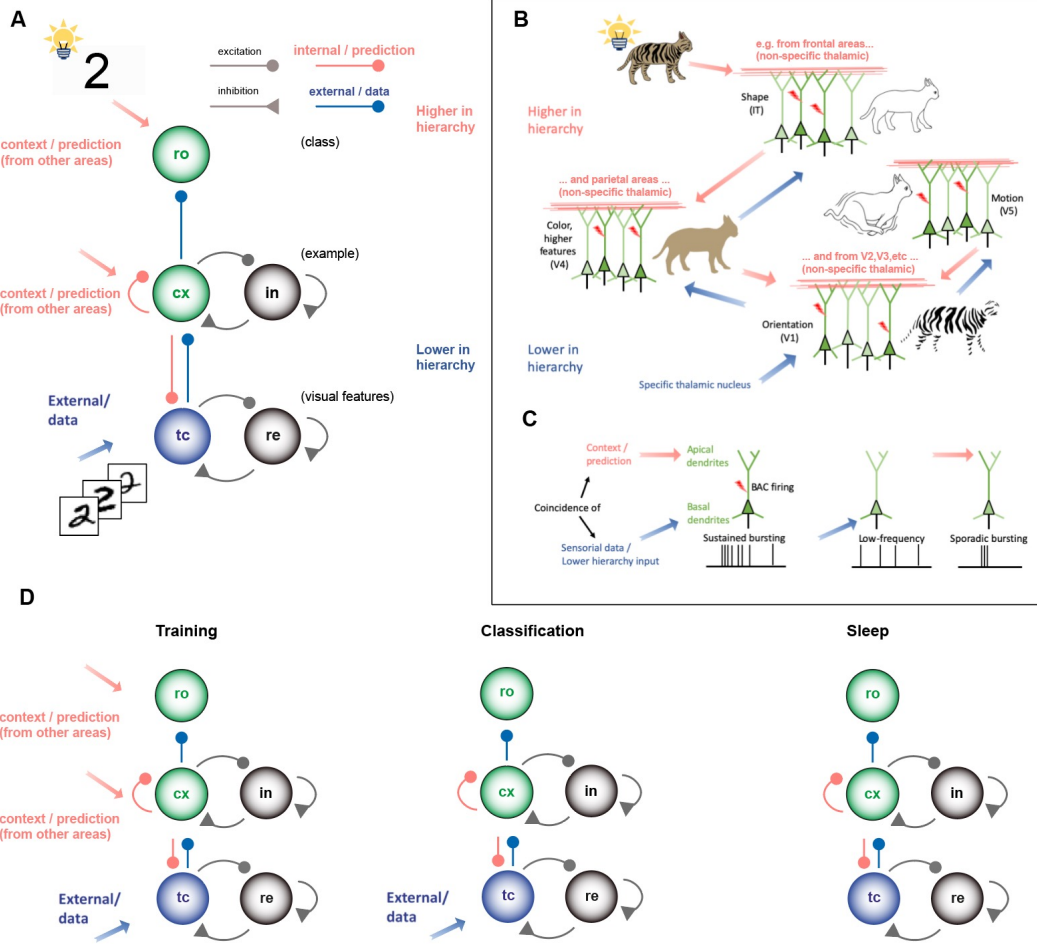 A
2
excitation
internal / prediction
inhibition
external / data
Higher in
hierarchy
context / prediction
(from other areas)
ro
(class)
(example)
context / prediction
(from other areas)
cx
in
Lower in
hierarchy
External/
data
(visual features)
tc
re
2
2
2
B
e.g. from frontal areas...
(non-specific thalamic)
Higher in
hierarchy
Shape
(IT)
... and parietal areas ...
(non-specific thalamic)
Color,
higher
features
(V4)
Motion
(V5)
... and from V2,V3,etc ...
(non-specific thalamic)
Orientation
(V1)
Lower in
hierarchy
Specific thalamic nucleus
C
Context /
prediction
Apical
dendrites
BAC firing
Coincidence of
Basal
dendrites
Sensorial data /
Lower hierarchy input
Sustained bursting
Low-frequency
Sporadic bursting
D
Training
Classification
Sleep
ro
ro
ro
context / prediction
(from other areas)
cx
in
cx
in
cx
in
context / prediction
(from other areas)
External/
data
tc
re
External/
data
tc
re
tc
re